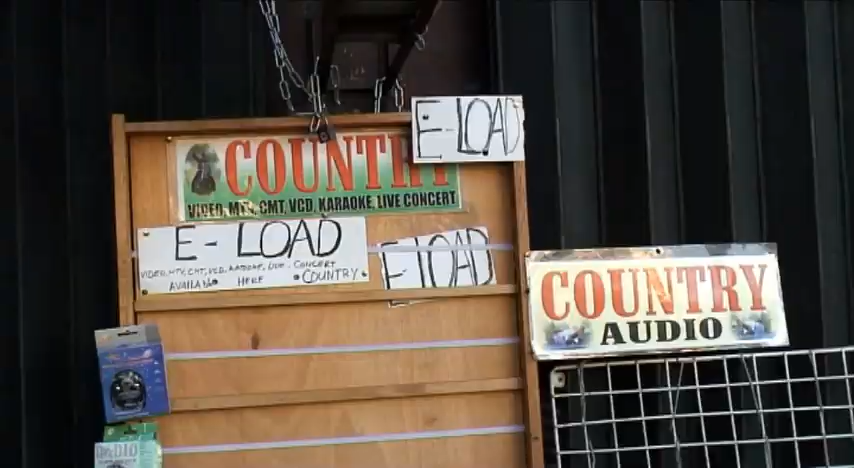 E-LOAD
COUNTRY
VIDEO, MTV, CMT, VCD, KARAOKE, LIVE CONCERT
E-LOAD
VIDEO, MTV, CMT, VCD, KARAOKE, LIVE CONCERT
AVAILABLE HERE COUNTRY
E-LOAD
COUNTRY
AUDIO